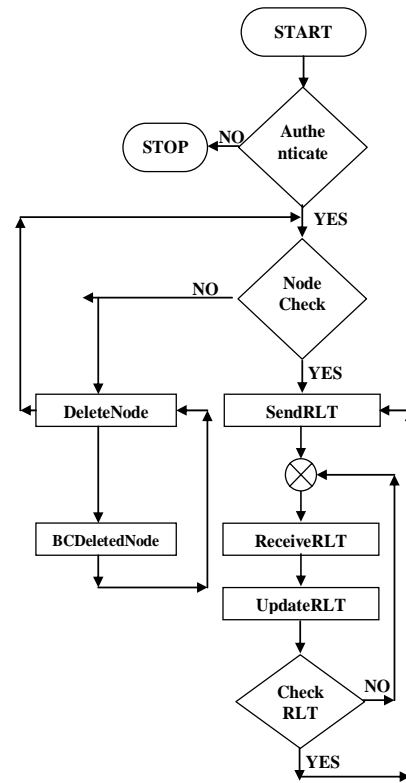 START
Authe
nticate
NO
STOP
YES
Node
Check
NO
YES
DeleteNode
SendRLT
BCDeletedNode
ReceiveRLT
UpdateRLT
Check
RLT
NO
YES